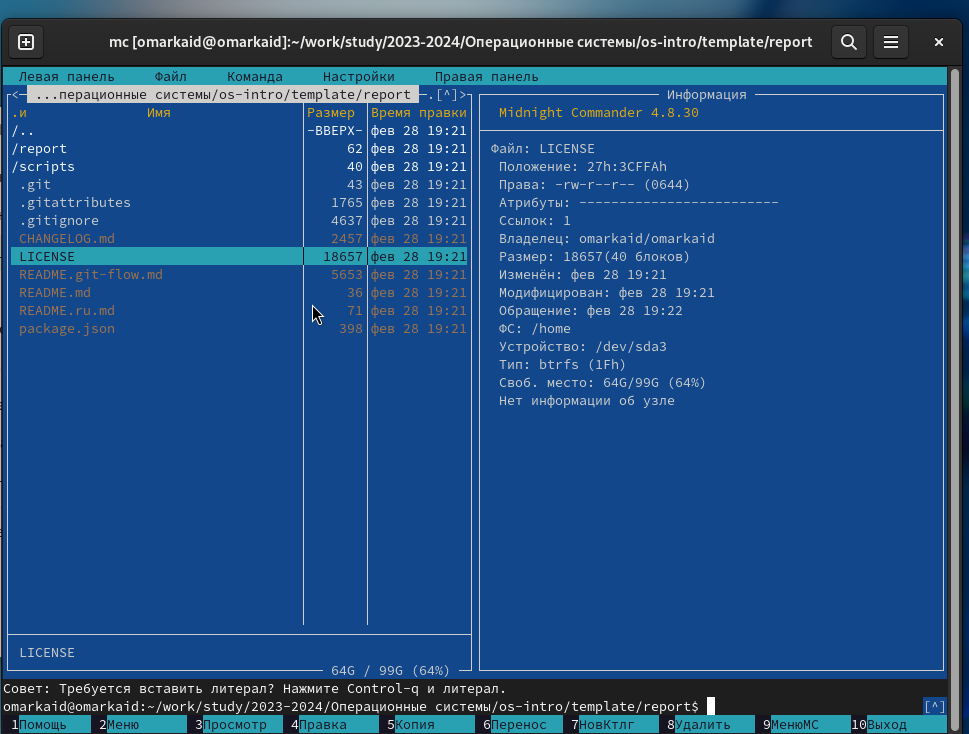 mc [omarkaid@omarkaid]:~/work/study/2023-2024/Операционные системы/os-intro/template/report
Левая панель Файл Команда Настройки Правая панель
<─ ...перационные системы/os-intro/template/report ─.[^]>
.и Имя Размер Время правки
/.. -ВВЕРХ- фев 28 19:21
/report 62 фев 28 19:21
/scripts 40 фев 28 19:21
.git 43 фев 28 19:21
.gitattributes 1765 фев 28 19:21
.gitignore 4637 фев 28 19:21
CHANGELOG.md 2457 фев 28 19:21
LICENSE 18657 фев 28 19:21
README.git-flow.md 5653 фев 28 19:21
README.md 36 фев 28 19:21
README.ru.md 71 фев 28 19:21
package.json 398 фев 28 19:21
LICENSE
64G / 99G (64%)
Информация
Midnight Commander 4.8.30
Файл: LICENSE
Положение: 27h:3CFFAh
Права: -rw-r--r-- (0644)
Атрибуты: -------------------------
Ссылок: 1
Владелец: omarkaid/omarkaid
Размер: 18657(40 блоков)
Изменён: фев 28 19:21
Модифицирован: фев 28 19:21
Обращение: фев 28 19:22
ФС: /home
Устройство: /dev/sda3
Тип: btrfs (1Fh)
Своб. место: 64G/99G (64%)
Нет информации об узле
Совет: Требуется вставить литерал? Нажмите Control-q и литерал.
omarkaid@omarkaid:~/work/study/2023-2024/Операционные системы/os-intro/template/report$ [^]
1Помощь 2Меню 3Просмотр 4Правка 5Копия 6Перенос 7НовКтлг 8Удалить 9МенюМС 10Выход